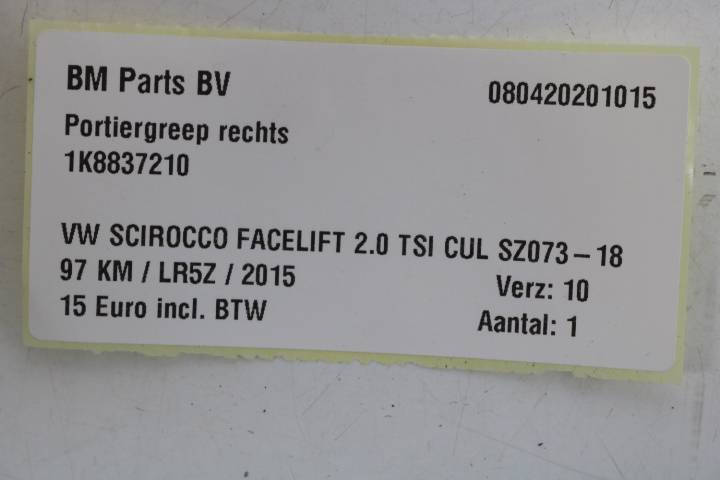 BM Parts BV 080420201015
Portiergreep rechts
1K8837210
VW SCIROCCO FACELIFT 2.0 TSI CUL SZ073-18
97 KM / LR5Z / 2015 Verz: 10
15 Euro incl. BTW Aantal: 1